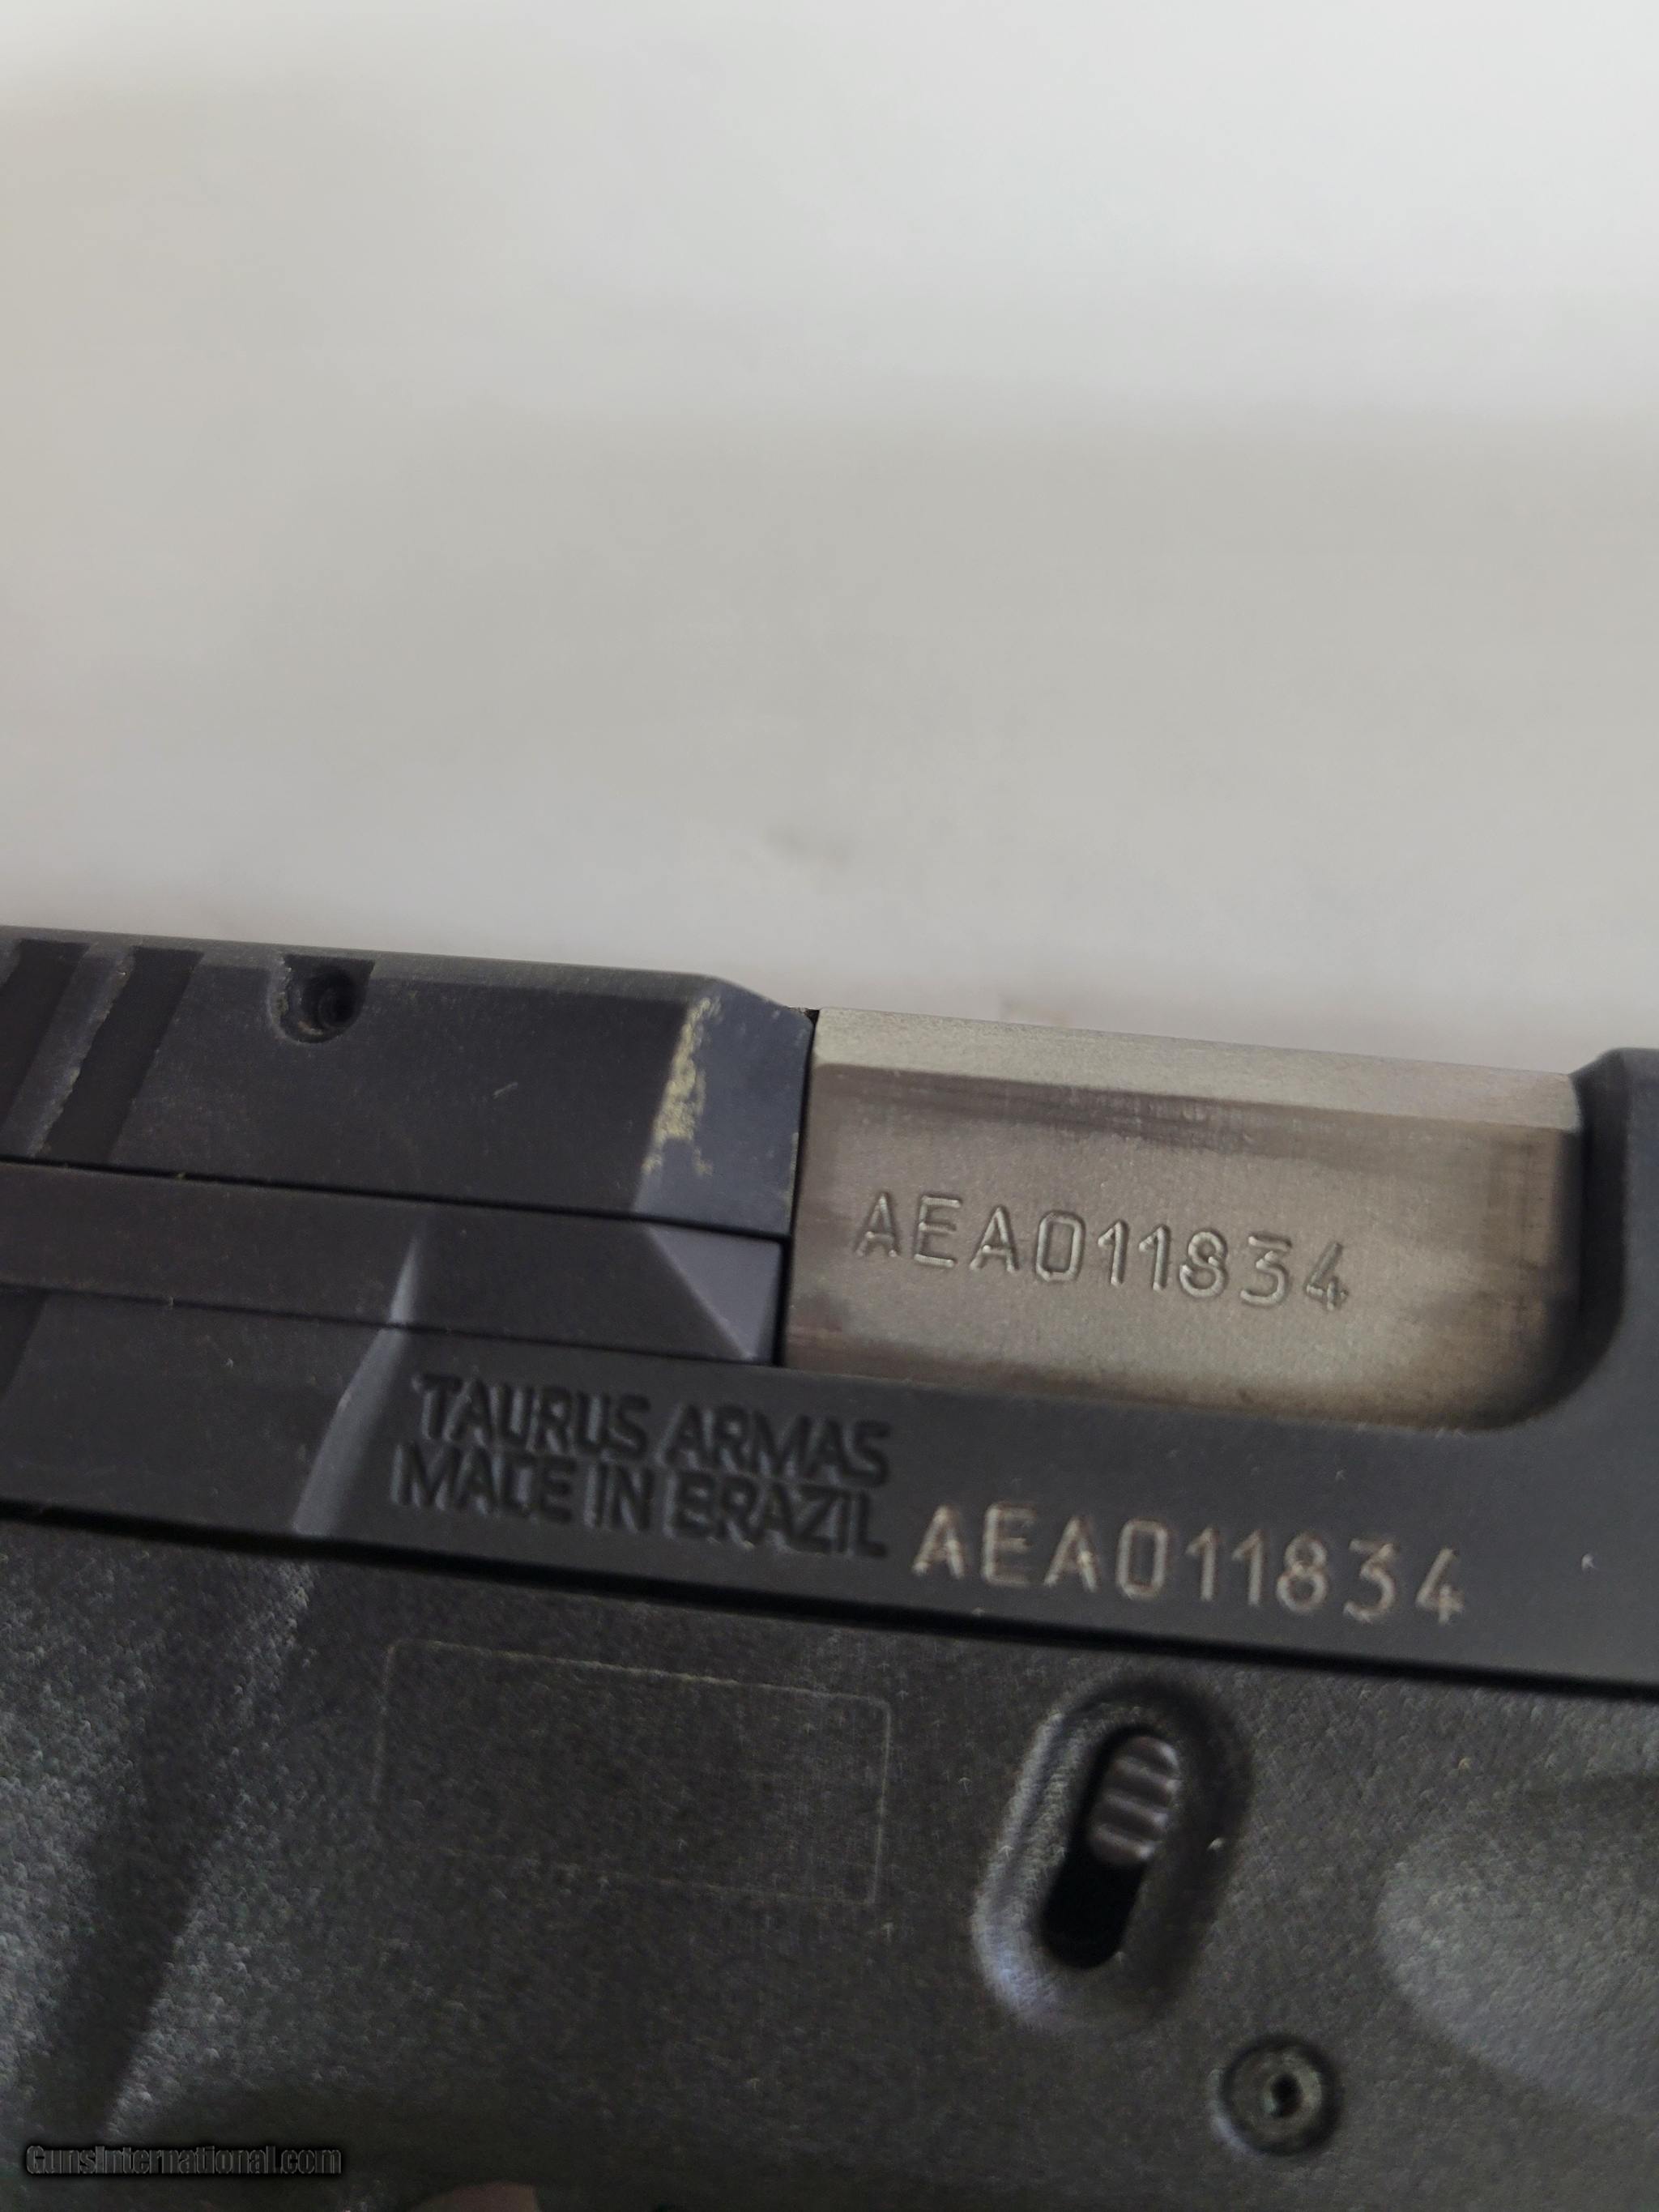 AEA011834
TAURUS ARMAS
MADE IN BRAZIL
AEA011834
GunsInternational.com